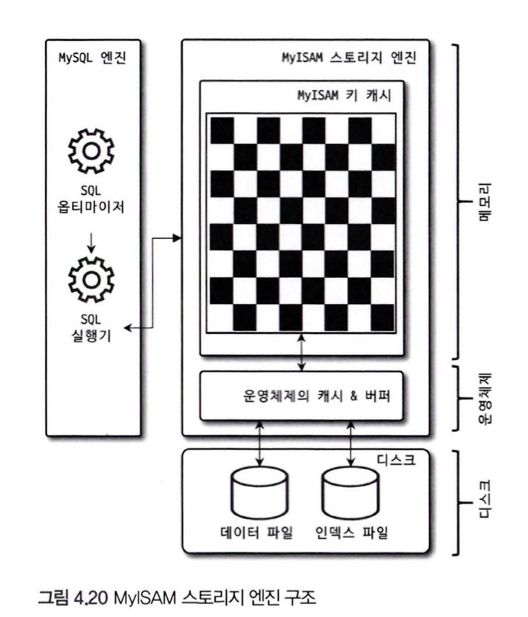 MySQL 엔진
SQL
옵티마이저
SQL
실행기
MyISAM 스토리지 엔진
MyISAM 키 캐시
운영체제의 캐시 & 버퍼
디스크
데이터 파일
인덱스 파일
메모리
운영체제
디스크
그림 4.20 MyISAM 스토리지 엔진 구조